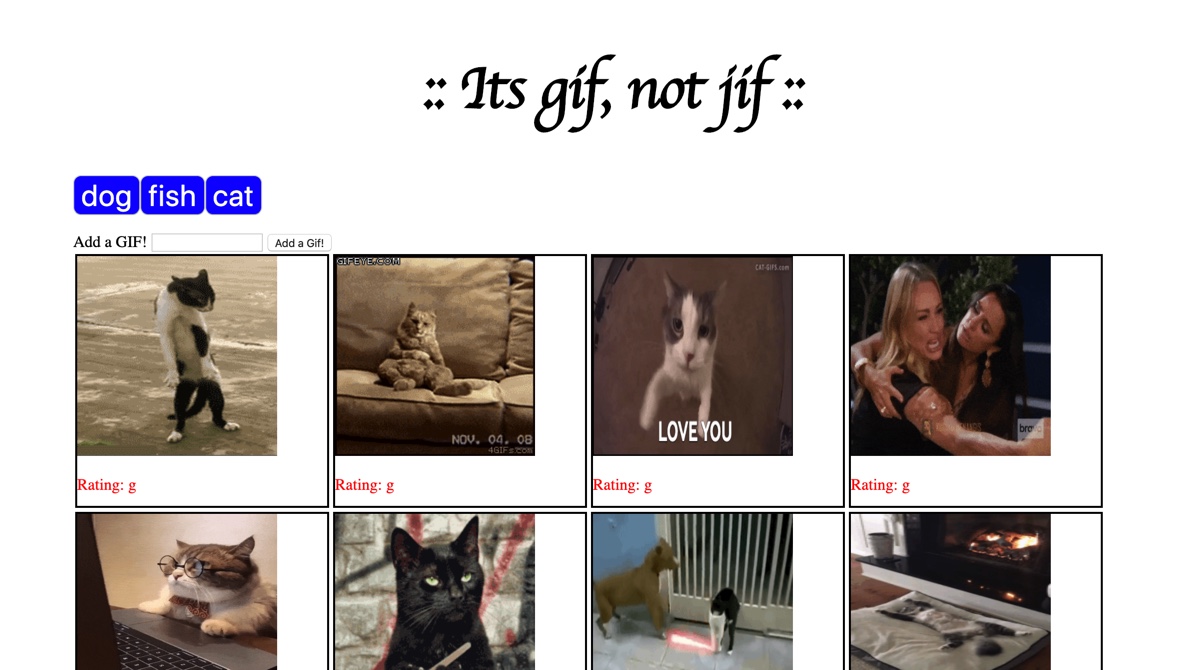 :: Its gif, not jif ::
dog fish cat
Add a GIF! Add a Gif!
GIFEYE.COM
NOV. 04. 08
4GIFs.com
CAT-GIFS.com
LOVE YOU
Rating: g Rating: g Rating: g Rating: g